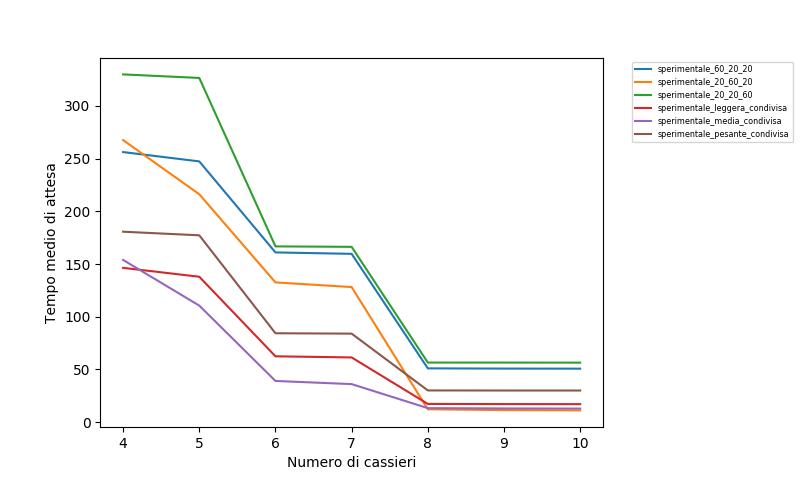 sperimentale_60_20_20
sperimentale_20_60_20
sperimentale_20_20_60
sperimentale_leggera_condivisa
sperimentale_media_condivisa
sperimentale_pesante_condivisa
Tempo medio di attesa
300
250
200
150
100
50
0
4 5 6 7 8 9 10
Numero di cassieri